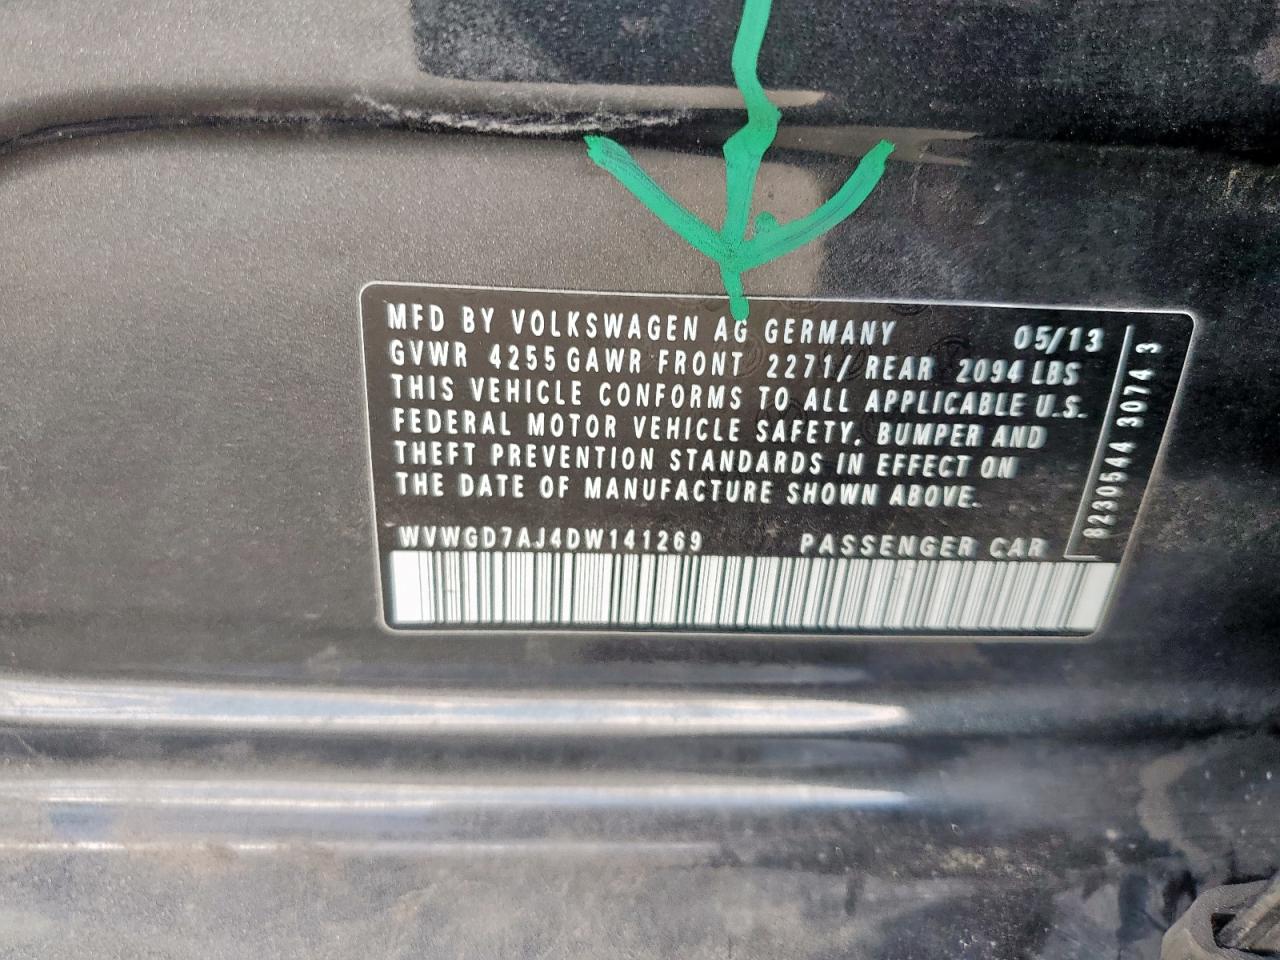 MFD BY VOLKSWAGEN AG GERMANY 05/13
GVWR 4255 GAWR FRONT 2271/ REAR 2094 LBS
THIS VEHICLE CONFORMS TO ALL APPLICABLE U.S.
FEDERAL MOTOR VEHICLE SAFETY, BUMPER AND
THEFT PREVENTION STANDARDS IN EFFECT ON
THE DATE OF MANUFACTURE SHOWN ABOVE.
WVWGD7AJ4DW141269 PASSENGER CAR
8230544 3074 3